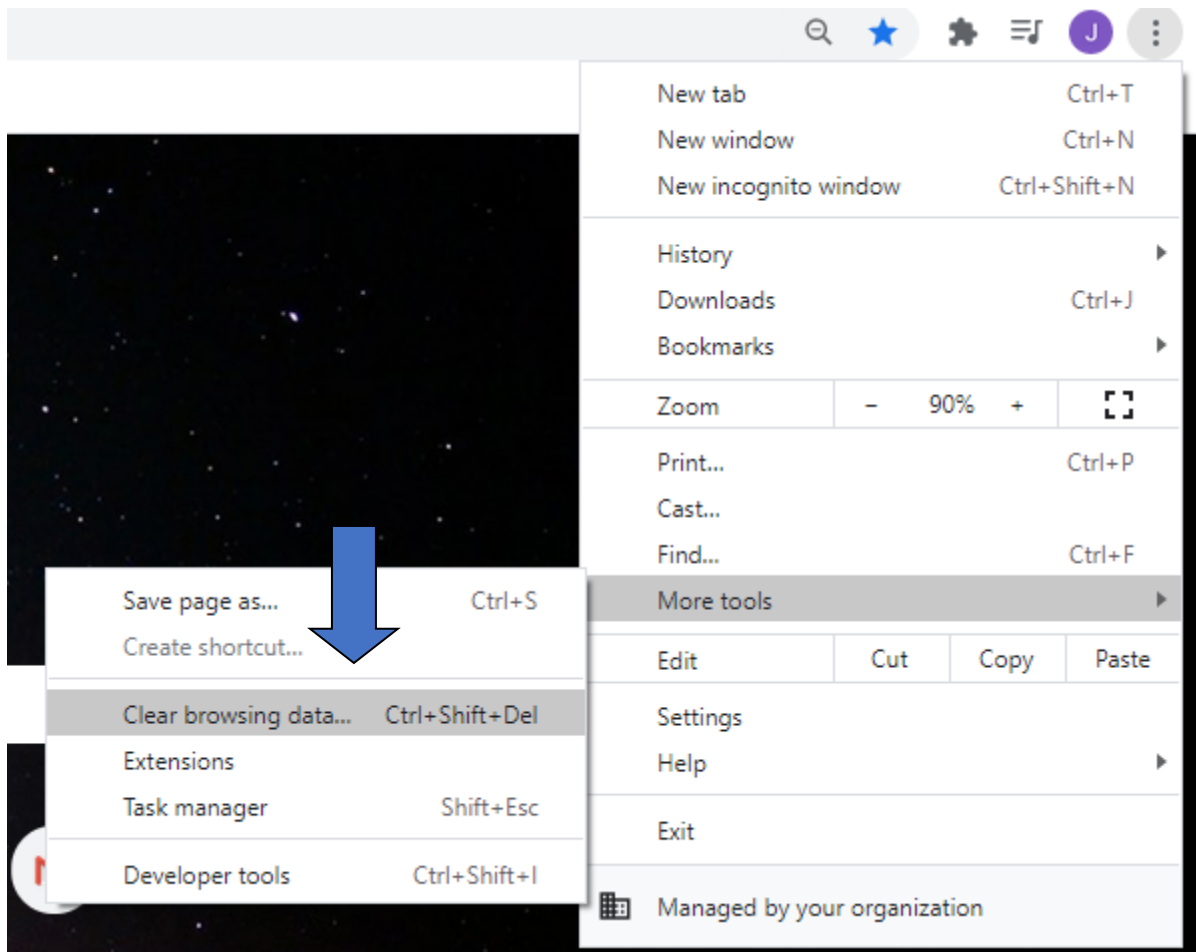 J
New tab Ctrl+T
New window Ctrl+N
New incognito window Ctrl+Shift+N
History
Downloads Ctrl+J
Bookmarks
Zoom − 90% +
Print... Ctrl+P
Cast...
Find... Ctrl+F
More tools
Edit Cut Copy Paste
Settings
Help
Exit
Managed by your organization
Save page as... Ctrl+S
Create shortcut...
Clear browsing data... Ctrl+Shift+Del
Extensions
Task manager Shift+Esc
Developer tools Ctrl+Shift+I